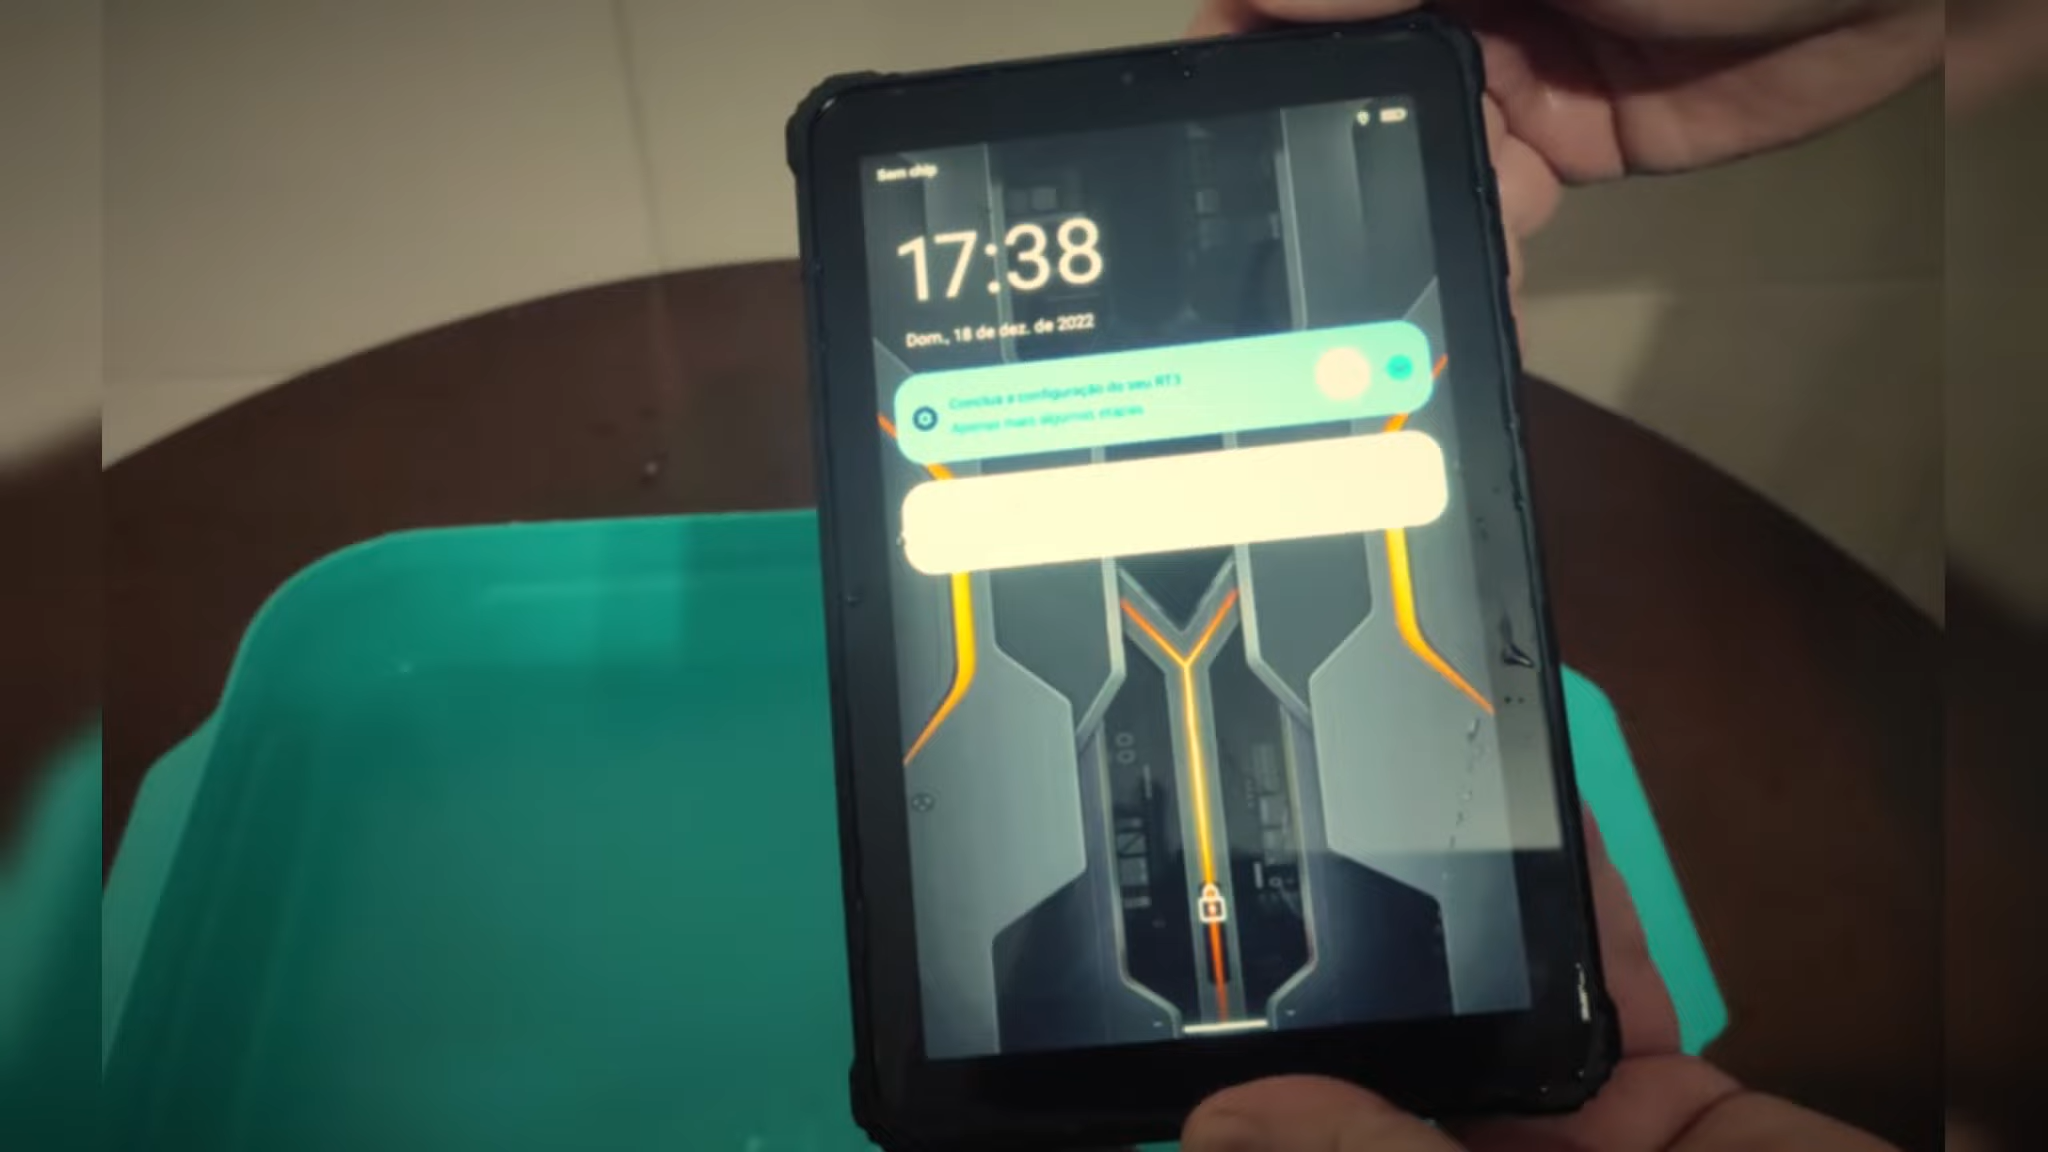 Sem chip
17:38
Dom., 18 de dez. de 2022
Conclua a configuração do seu RT3
Apenas mais algumas etapas